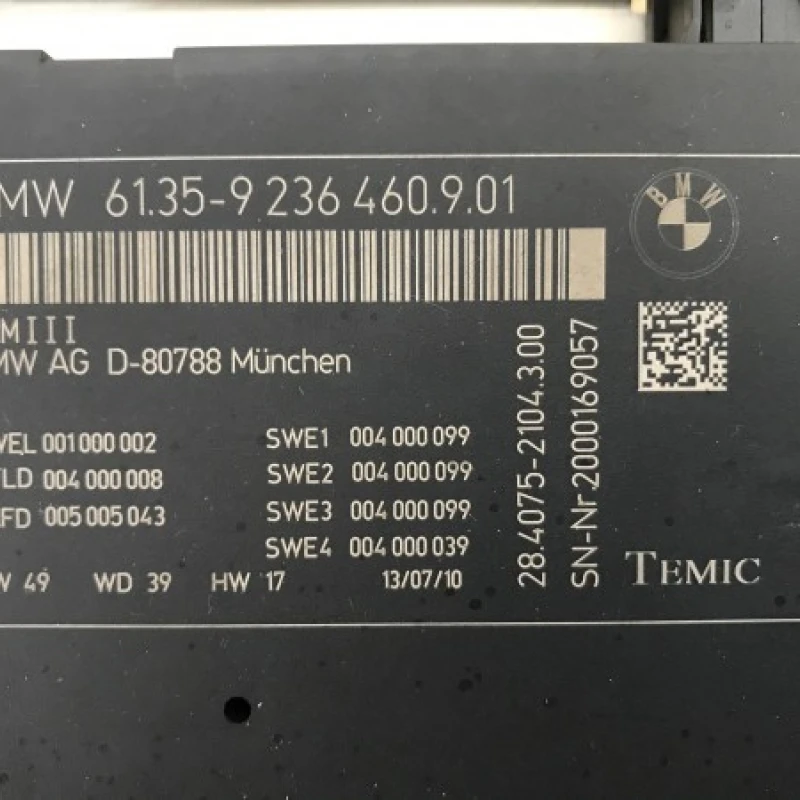 MW 61.35-9 236 460.9.01
BMW
MIII
MW AG D-80788 München
VEL 001 000 002
SWE1 004 000 099
LD 004 000 008
SWE2 004 000 099
FD 005 005 043
SWE3 004 000 099
SWE4 004 000 039
49 WD 39 HW 17 13/07/10
28.4075-2104.3.00
SN-Nr.2000169057
TEMIC